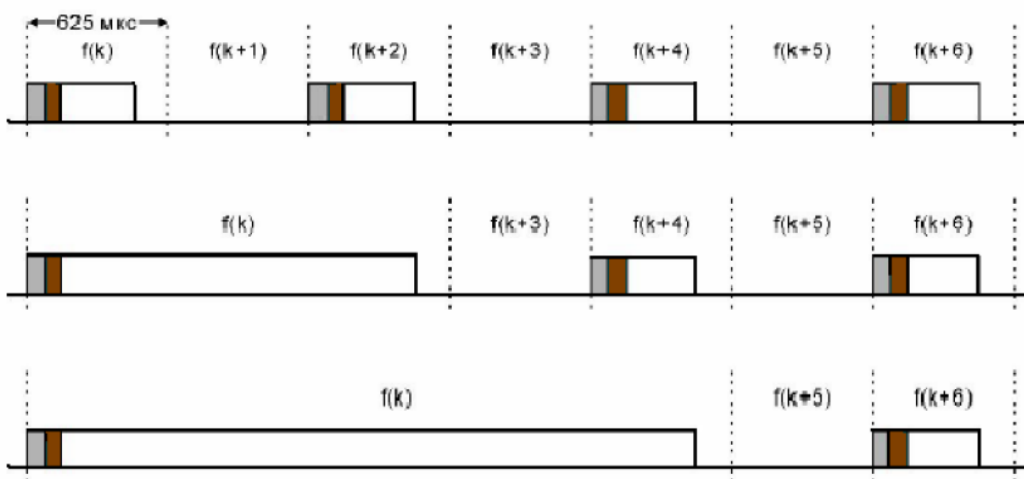 625 мкс
f(k) f(k+1) f(k+2) f(k+3) f(k+4) f(k+5) f(k+6)
f(k) f(k+3) f(k+4) f(k+5) f(k+6)
f(k) f(k+5) f(k+6)